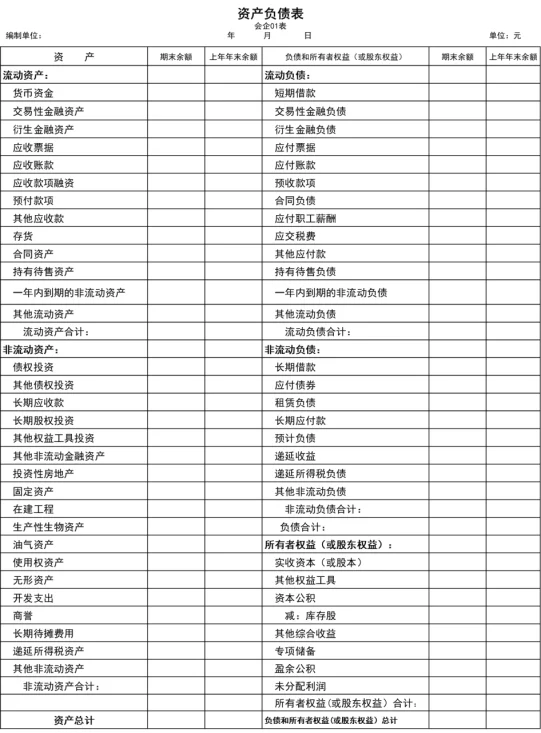 资产负债表
会企01表
编制单位： 年 月 日 单位：元
资 产 期末余额 上年年末余额 负债和所有者权益（或股东权益） 期末余额 上年年末余额
流动资产： 流动负债：
货币资金 短期借款
交易性金融资产 交易性金融负债
衍生金融资产 衍生金融负债
应收票据 应付票据
应收账款 应付账款
应收款项融资 预收款项
预付款项 合同负债
其他应收款 应付职工薪酬
存货 应交税费
合同资产 其他应付款
持有待售资产 持有待售负债
一年内到期的非流动资产 一年内到期的非流动负债
其他流动资产 其他流动负债
流动资产合计： 流动负债合计：
非流动资产： 非流动负债：
债权投资 长期借款
其他债权投资 应付债券
长期应收款 租赁负债
长期股权投资 长期应付款
其他权益工具投资 预计负债
其他非流动金融资产 递延收益
投资性房地产 递延所得税负债
固定资产 其他非流动负债
在建工程 非流动负债合计：
生产性生物资产 负债合计：
油气资产 所有者权益（或股东权益）：
使用权资产 实收资本（或股本）
无形资产 其他权益工具
开发支出 资本公积
商誉 减：库存股
长期待摊费用 其他综合收益
递延所得税资产 专项储备
其他非流动资产 盈余公积
非流动资产合计： 未分配利润
所有者权益(或股东权益）合计：
资产总计 负债和所有者权益(或股东权益）总计